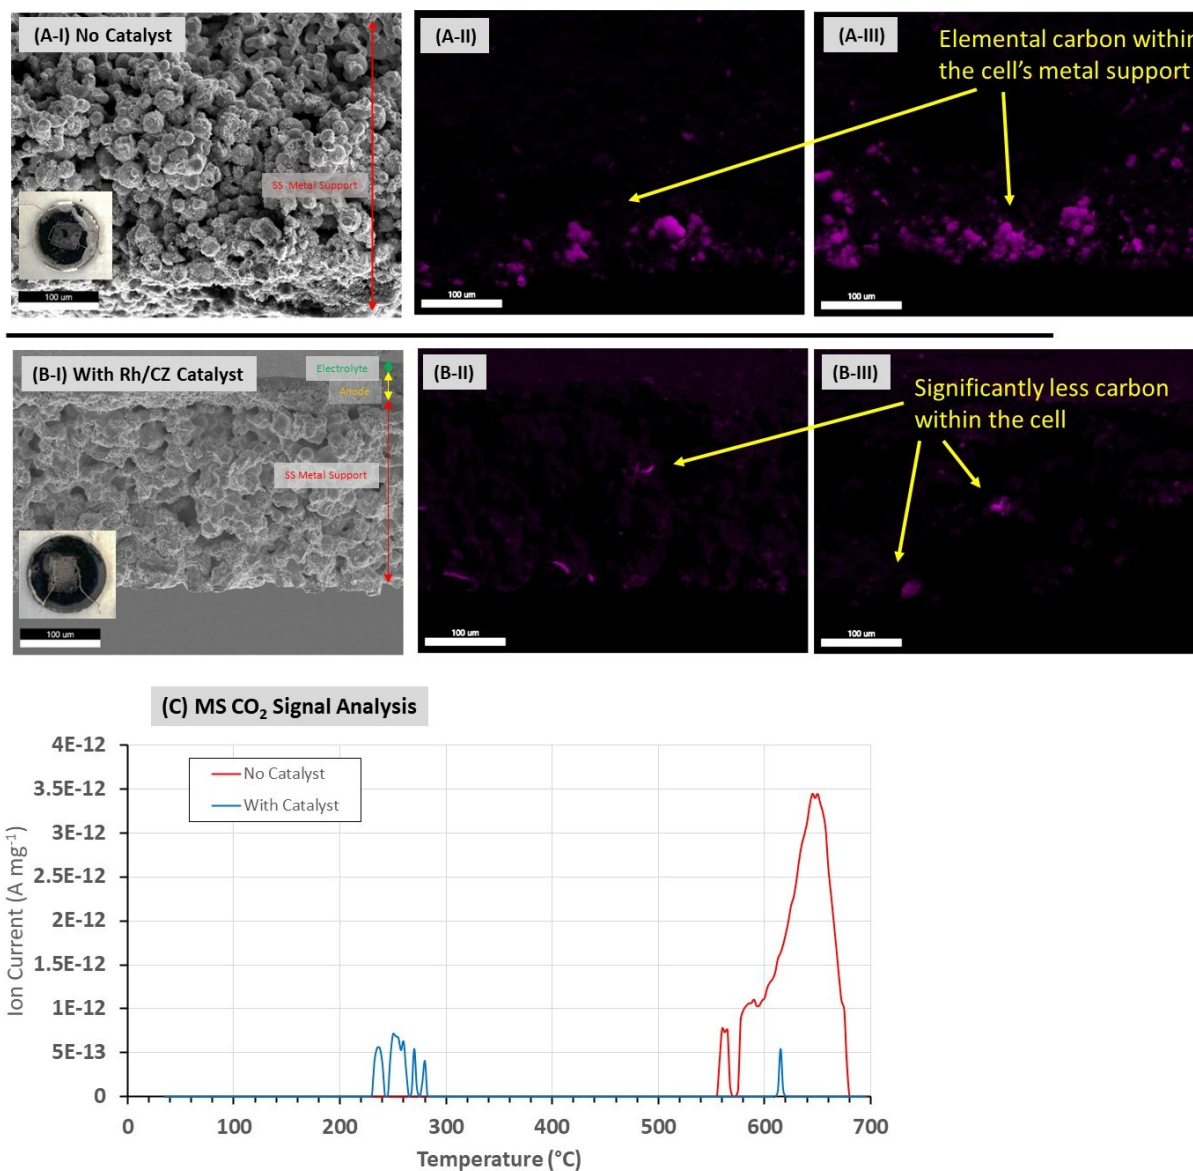 (A-I) No Catalyst
SS Metal Support
100 um
(A-II)
100 um
(A-III)
Elemental carbon within
the cell's metal support
100 um
(B-I) With Rh/CZ Catalyst
Electrolyte
Anode
SS Metal Support
100 um
(B-II)
100 um
(B-III)
Significantly less carbon
within the cell
100 um
(C) MS CO₂ Signal Analysis
No Catalyst
With Catalyst
Ion Current (A mg⁻¹)
4E-12
3.5E-12
3E-12
2.5E-12
2E-12
1.5E-12
1E-12
5E-13
0
0 100 200 300 400 500 600 700
Temperature (°C)